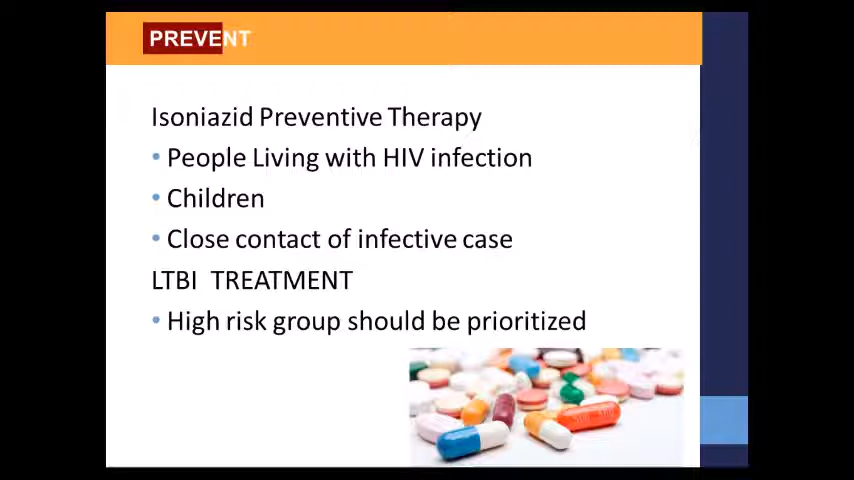 PREVENT
Isoniazid Preventive Therapy
• People Living with HIV infection
• Children
• Close contact of infective case
LTBI TREATMENT
• High risk group should be prioritized